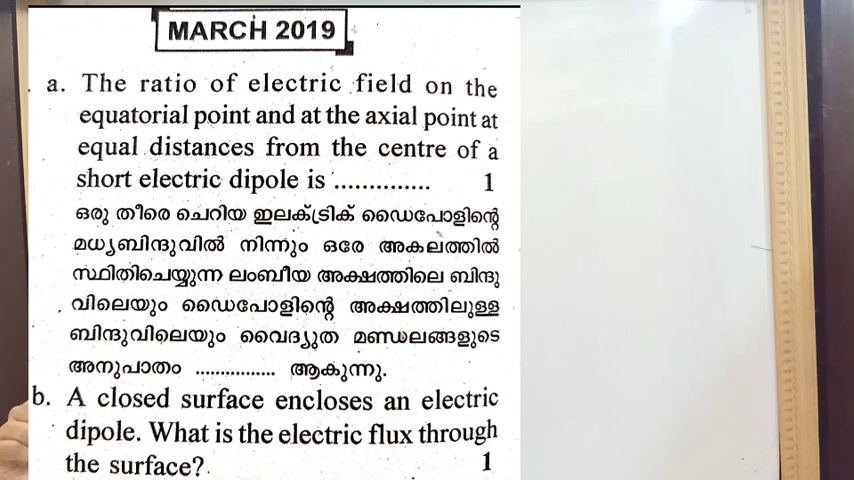 MARCH 2019
a. The ratio of electric field on the
equatorial point and at the axial point at
equal distances from the centre of a
short electric dipole is .............. 1
ഒരു തീരെ ചെറിയ ഇലക്ട്രിക് ഡൈപോളിന്റെ
മധ്യബിന്ദുവിൽ നിന്നും ഒരേ അകലത്തിൽ
സ്ഥിതിചെയ്യുന്ന ലംബീയ അക്ഷത്തിലെ ബിന്ദു
വിലെയും ഡൈപോളിന്റെ അക്ഷത്തിലുള്ള
ബിന്ദുവിലെയും വൈദ്യുത മണ്ഡലങ്ങളുടെ
അനുപാതം ............... ആകുന്നു.
b. A closed surface encloses an electric
dipole. What is the electric flux through
the surface? 1